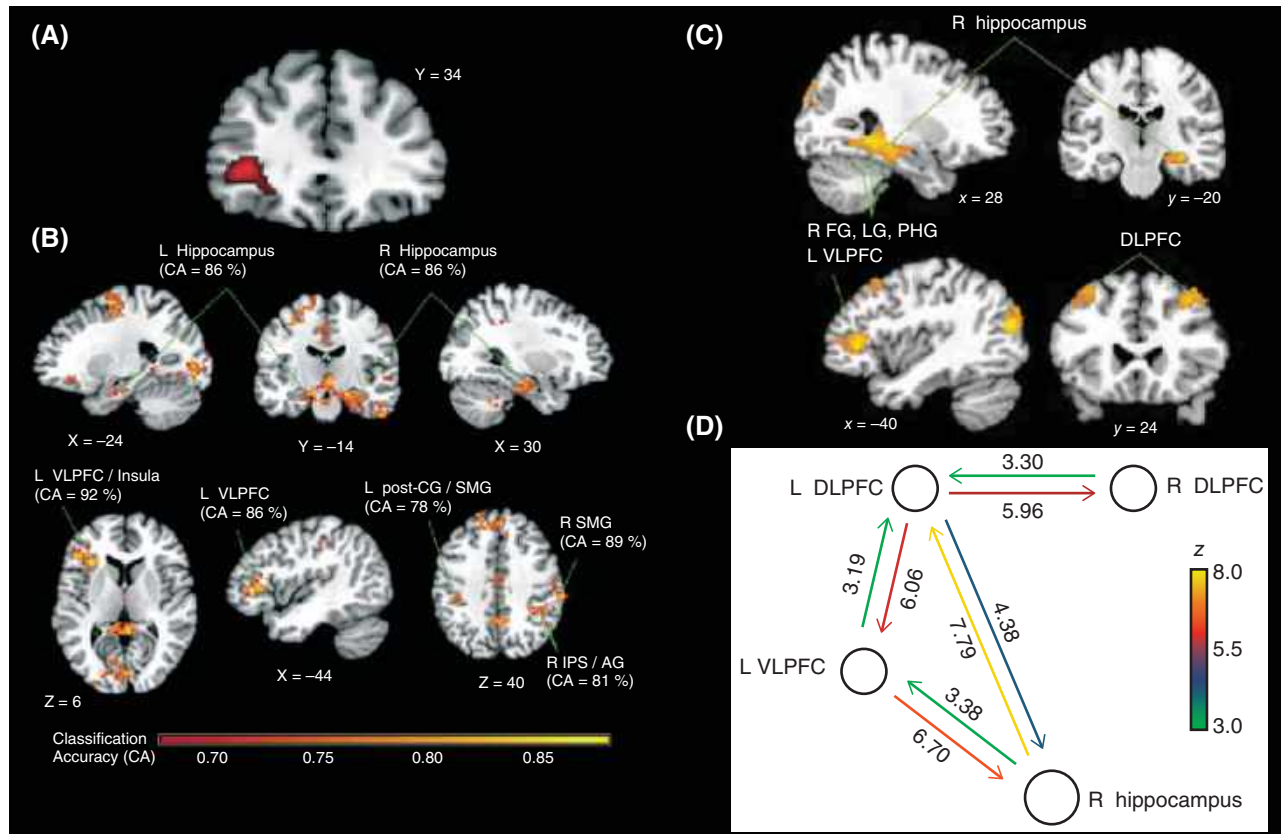 (A)
Y = 34
(B)
L Hippocampus
(CA = 86 %)
R Hippocampus
(CA = 86 %)
X = –24
Y = –14
X = 30
L VLPFC / Insula
(CA = 92 %)
L VLPFC
(CA = 86 %)
L post-CG / SMG
(CA = 78 %)
R SMG
(CA = 89 %)
R IPS / AG
(CA = 81 %)
Z = 6
X = –44
Z = 40
Classification
Accuracy (CA)
0.70
0.75
0.80
0.85
(C)
R hippocampus
x = 28
y = –20
R FG, LG, PHG
L VLPFC
DLPFC
x = –40
y = 24
(D)
L DLPFC
3.30
5.96
R DLPFC
3.19
6.06
4.38
7.79
L VLPFC
3.38
6.70
R hippocampus
z
8.0
5.5
3.0